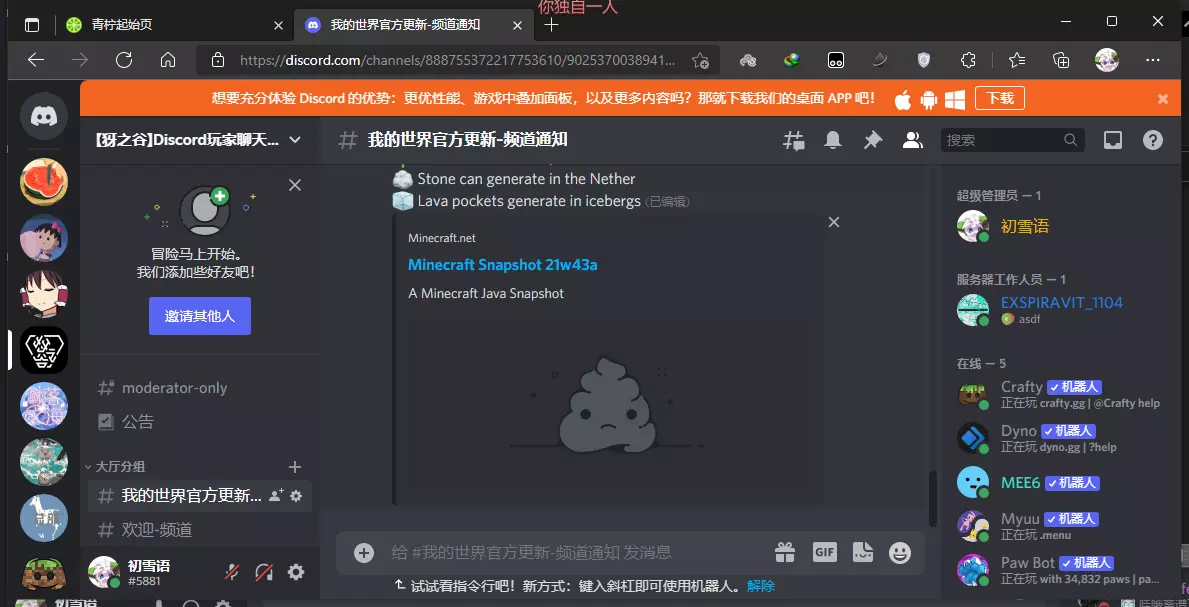 你独自一人
青柠起始页
我的世界官方更新-频道通知
https://discord.com/channels/888755372217753610/9025370038941...
想要充分体验 Discord 的优势：更优性能、游戏中叠加面板，以及更多内容吗？那就下载我们的桌面 APP 吧！
下载
【犽之谷】Discord玩家聊天...
我的世界官方更新-频道通知
搜索
冒险马上开始。
我们添加些好友吧！
邀请其他人
moderator-only
公告
大厅分组
我的世界官方更新...
欢迎-频道
初雪语
#5881
Stone can generate in the Nether
Lava pockets generate in icebergs (已编辑)
Minecraft.net
Minecraft Snapshot 21w43a
A Minecraft Java Snapshot
给 #我的世界官方更新-频道通知 发消息
GIF
试试看指令行吧！新方式：键入斜杠即可使用机器人。解除
超级管理员 — 1
初雪语
服务器工作人员 — 1
EXSPIRAVIT_1104
asdf
在线 — 5
Crafty 机器人
正在玩 crafty.gg | @Crafty help
Dyno 机器人
正在玩 dyno.gg | ?help
MEE6 机器人
Myuu 机器人
正在玩 .menu
Paw Bot 机器人
正在玩 with 34,832 paws | pa...
初雪语